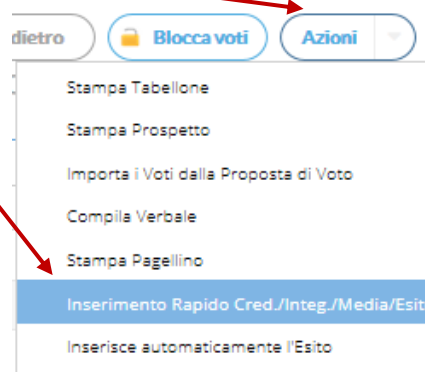 dietro Blocca voti Azioni
Stampa Tabellone
Stampa Prospetto
Importa i Voti dalla Proposta di Voto
Compila Verbale
Stampa Pagellino
Inserimento Rapido Cred./Integ./Media/Esit
Inserisce automaticamente l'Esito